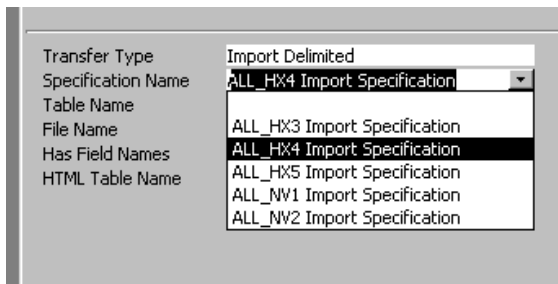 Transfer Type Import Delimited
Specification Name ALL_HX4 Import Specification
Table Name
File Name ALL_HX3 Import Specification
Has Field Names ALL_HX4 Import Specification
HTML Table Name ALL_HX5 Import Specification
ALL_NV1 Import Specification
ALL_NV2 Import Specification